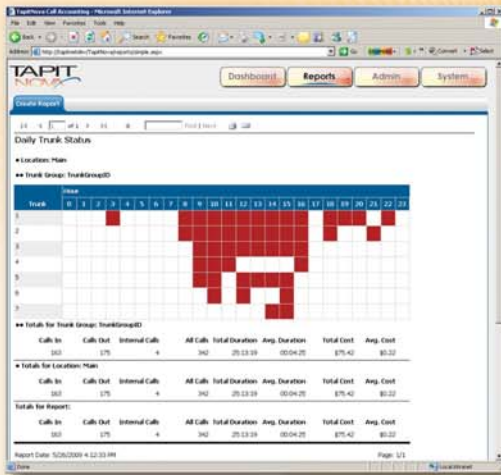 TapitNova Call Accounting - Microsoft Internet Explorer
File Edit View Favorites Tools Help
Back Search Favorites
Address Go Convert Select
TAPIT
NOVA
Dashboard Reports Admin System
Create Report
1 of 1 Find | Next
Daily Trunk Status
Location: Main
Trunk Group: TrunkGroupID
Hour
Trunk 0 1 2 3 4 5 6 7 8 9 10 11 12 13 14 15 16 17 18 19 20 21 22 23
1
2
3
4
5
6
7
Totals for Trunk Group: TrunkGroupID
Calls In Calls Out Internal Calls All Calls Total Duration Avg. Duration Total Cost Avg. Cost
163 175 4 342 25:13:19 00:04:25 $75.42 $0.22
Totals for Location: Main
Calls In Calls Out Internal Calls All Calls Total Duration Avg. Duration Total Cost Avg. Cost
163 175 4 342 25:13:19 00:04:25 $75.42 $0.22
Totals for Report:
Calls In Calls Out Internal Calls All Calls Total Duration Avg. Duration Total Cost Avg. Cost
163 175 4 342 25:13:19 00:04:25 $75.42 $0.22
Report Date: 5/28/2009 4:12:33 PM Page: 1/1
Done Local intranet